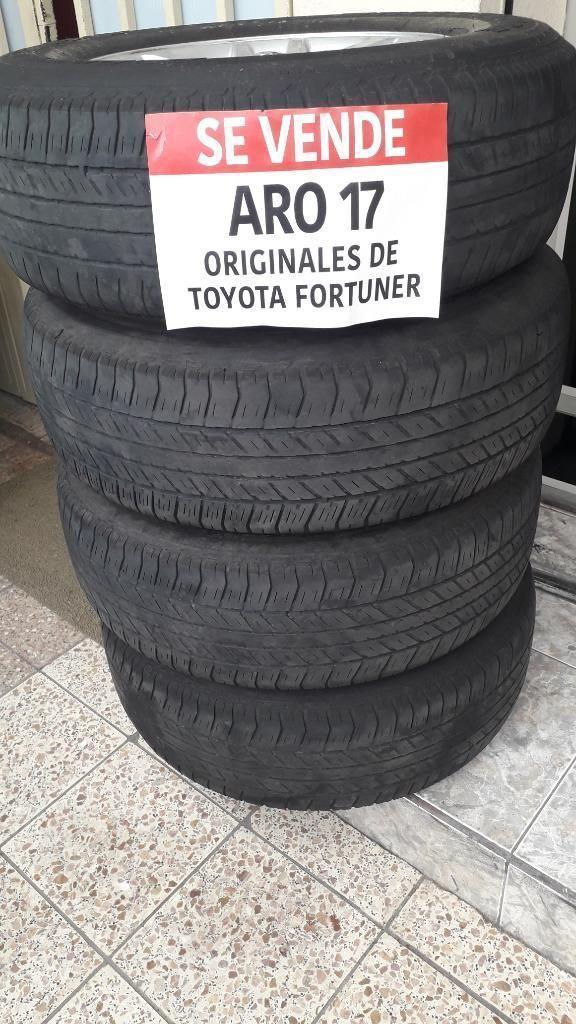 SE VENDE
ARO 17
ORIGINALES DE
TOYOTA FORTUNER